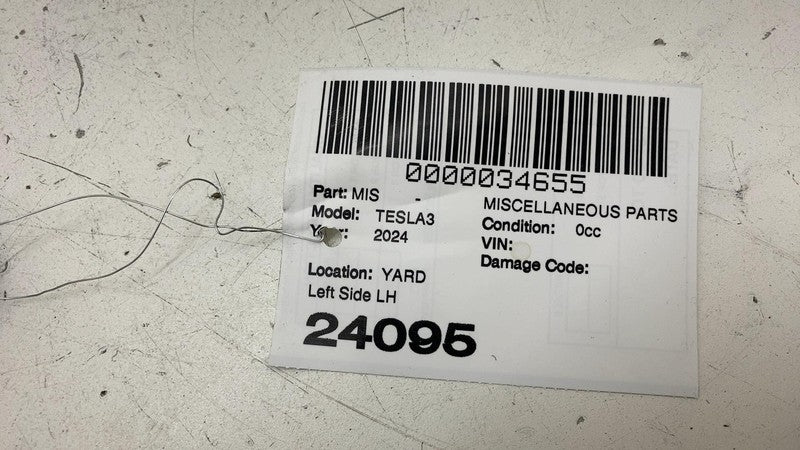 0000034655
Part: MIS - MISCELLANEOUS PARTS
Model: TESLA3 Condition: 0cc
2024 VIN:
Damage Code:
Location: YARD
Left Side LH
24095